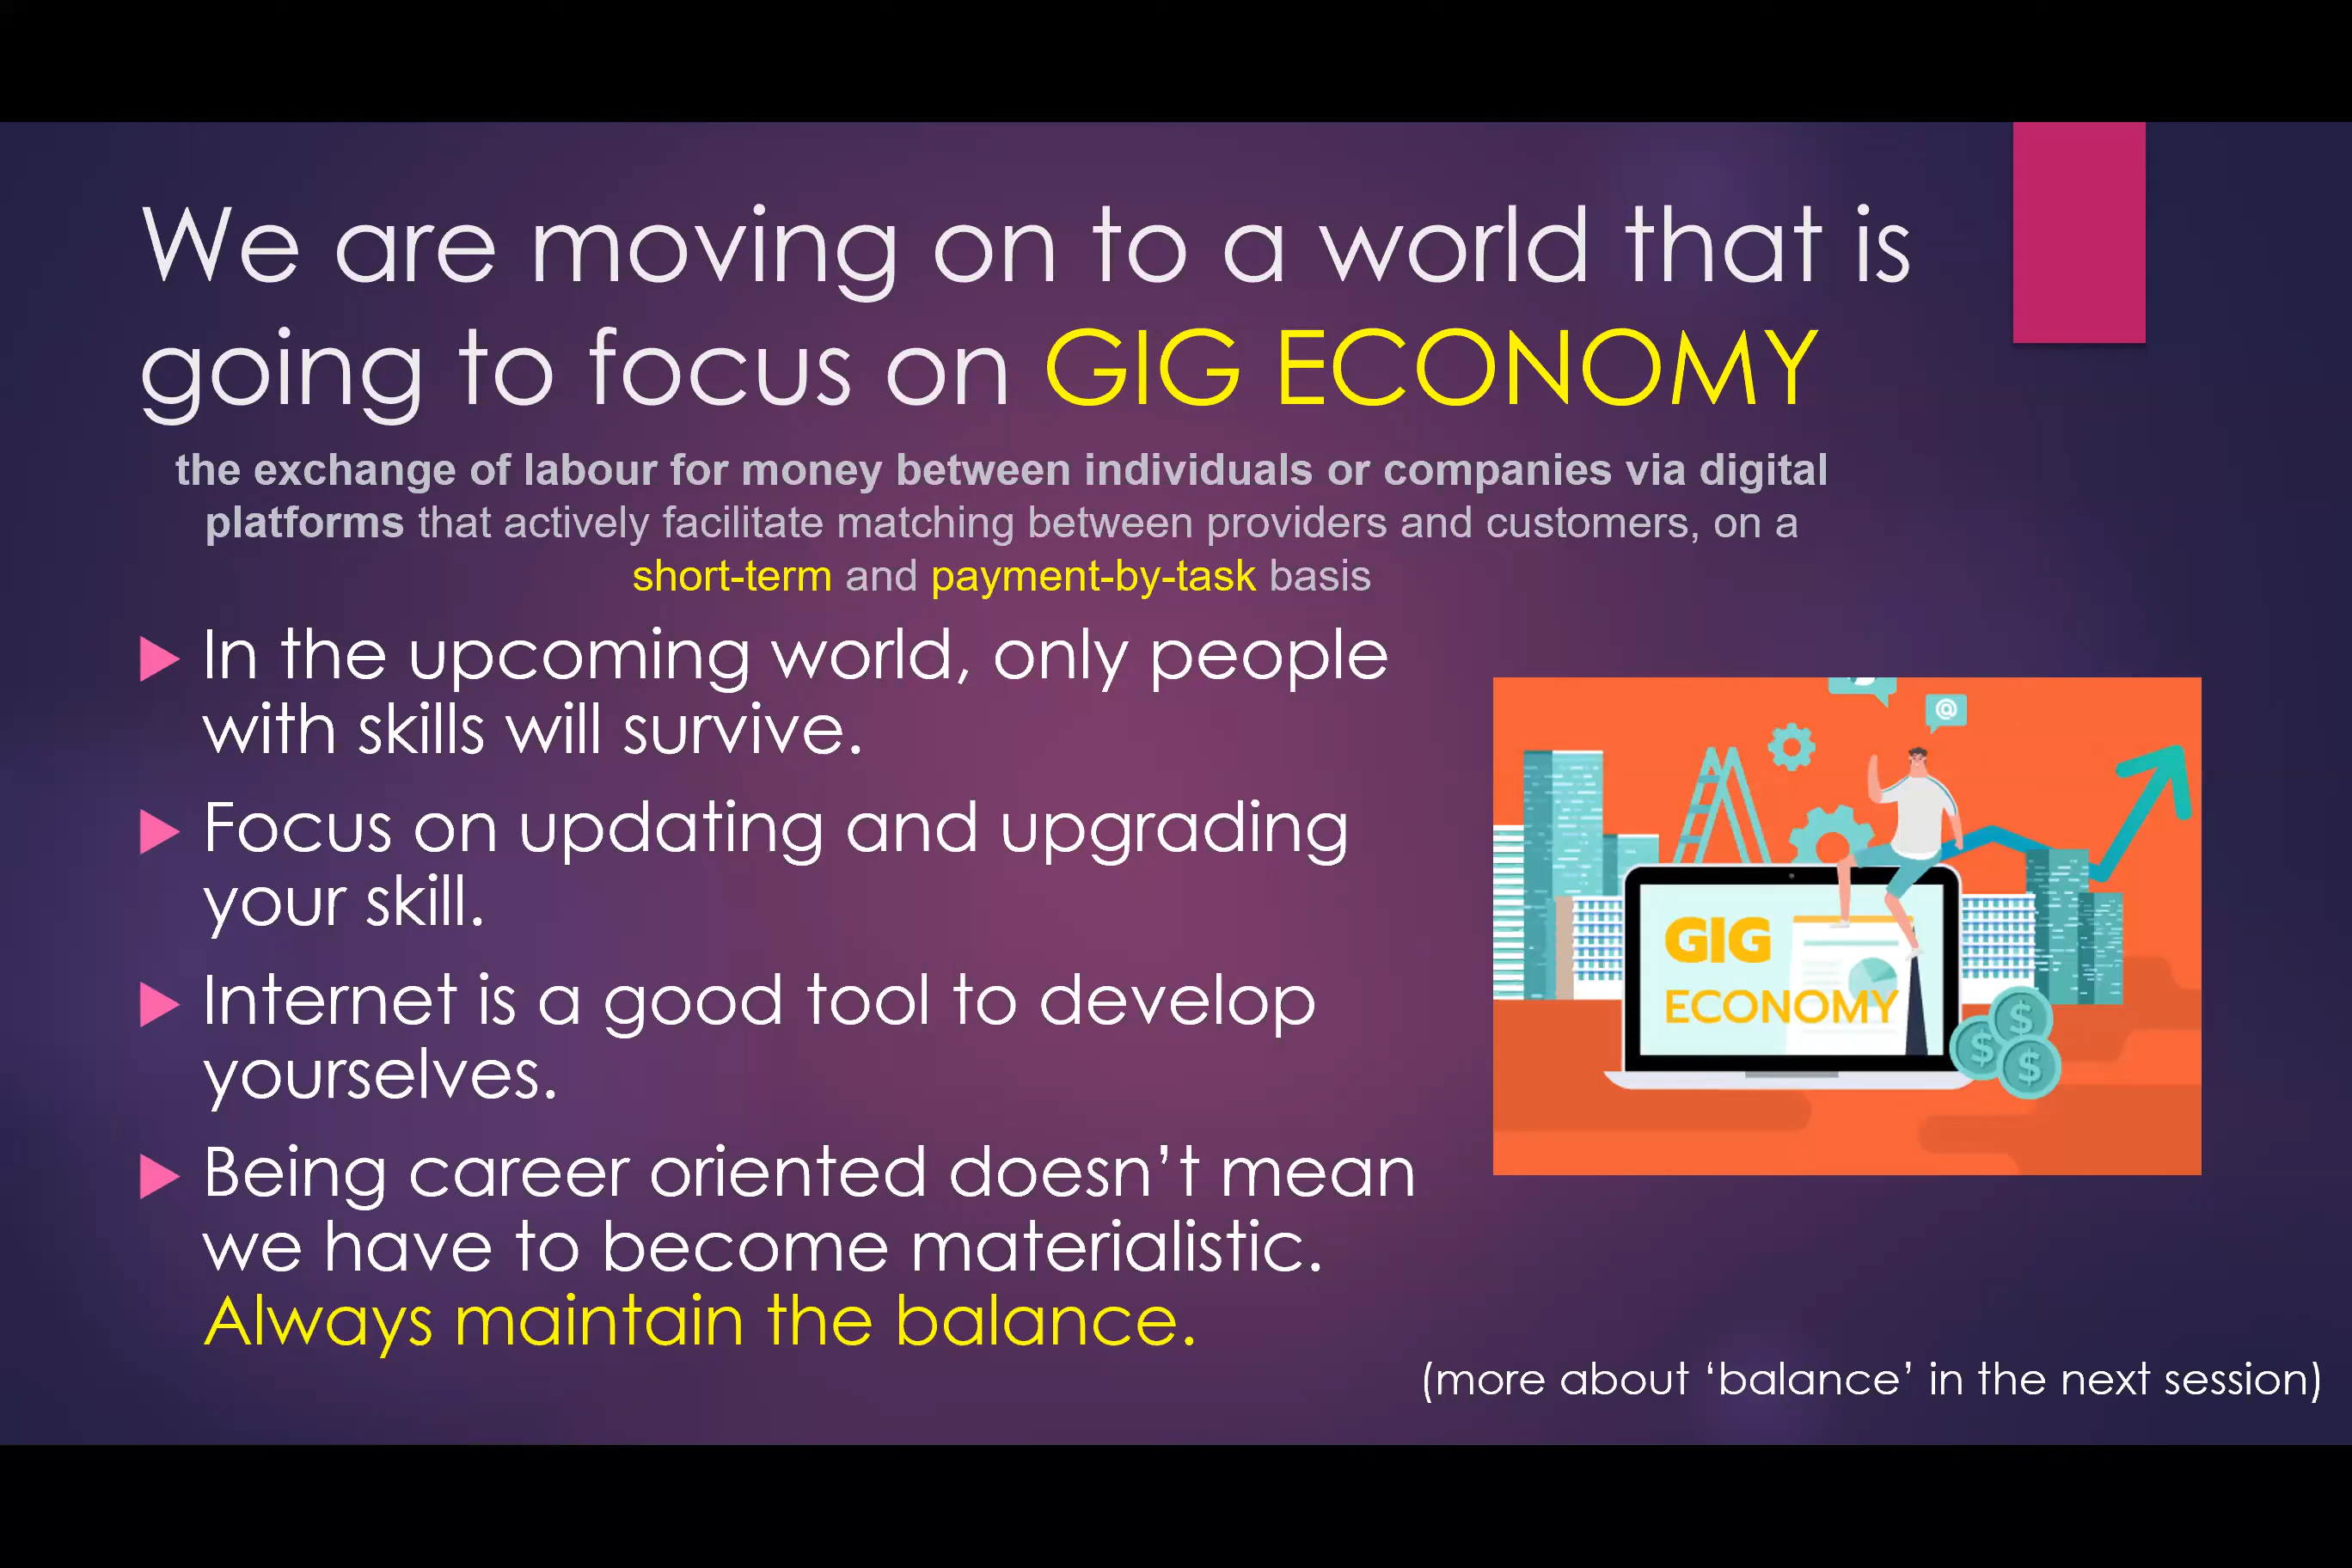 We are moving on to a world that is
going to focus on GIG ECONOMY
the exchange of labour for money between individuals or companies via digital
platforms that actively facilitate matching between providers and customers, on a
short-term and payment-by-task basis
In the upcoming world, only people
with skills will survive.
Focus on updating and upgrading
your skill.
Internet is a good tool to develop
yourselves.
Being career oriented doesn’t mean
we have to become materialistic.
Always maintain the balance.
@
GIG
ECONOMY
$
$
$
(more about ‘balance’ in the next session)